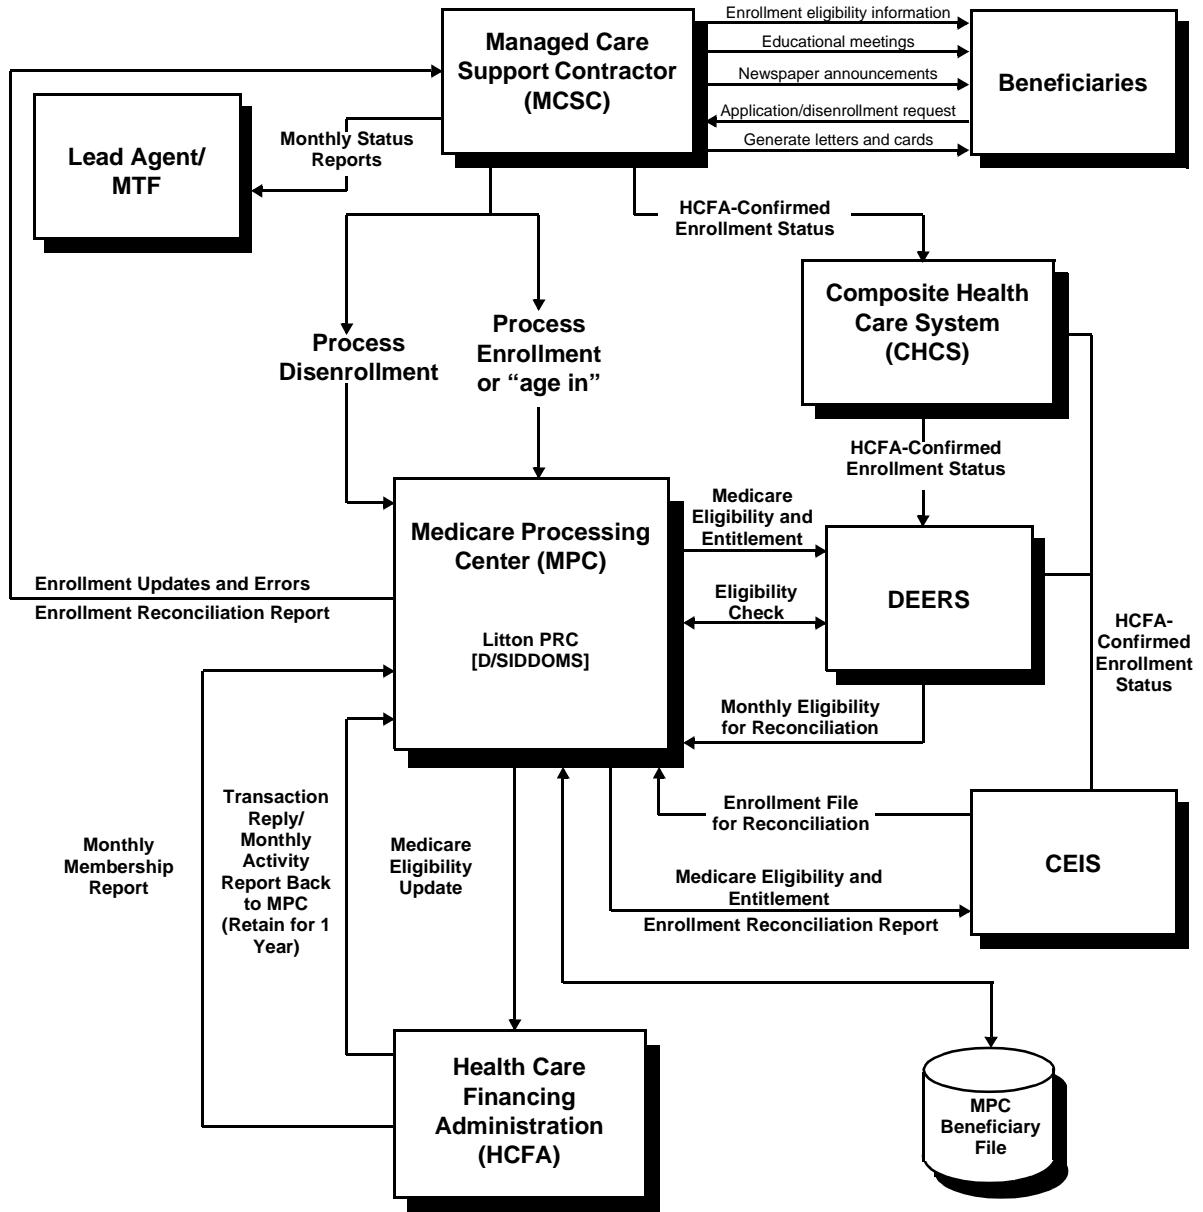 Enrollment eligibility information
Educational meetings
Newspaper announcements
Application/disenrollment request
Generate letters and cards
Managed Care
Support Contractor
(MCSC)
Beneficiaries
Lead Agent/
MTF
Monthly Status
Reports
HCFA-Confirmed
Enrollment Status
Composite Health
Care System
(CHCS)
Process
Disenrollment
Process
Enrollment
or “age in”
HCFA-Confirmed
Enrollment Status
Medicare Processing
Center (MPC)
Litton PRC
[D/SIDDOMS]
Medicare
Eligibility and
Entitlement
Eligibility
Check
DEERS
Enrollment Updates and Errors
Enrollment Reconciliation Report
HCFA-
Confirmed
Enrollment
Status
Monthly Eligibility
for Reconciliation
Monthly
Membership
Report
Transaction
Reply/
Monthly
Activity
Report Back
to MPC
(Retain for 1
Year)
Medicare
Eligibility
Update
Enrollment File
for Reconciliation
CEIS
Medicare Eligibility and
Entitlement
Enrollment Reconciliation Report
Health Care
Financing
Administration
(HCFA)
MPC
Beneficiary
File